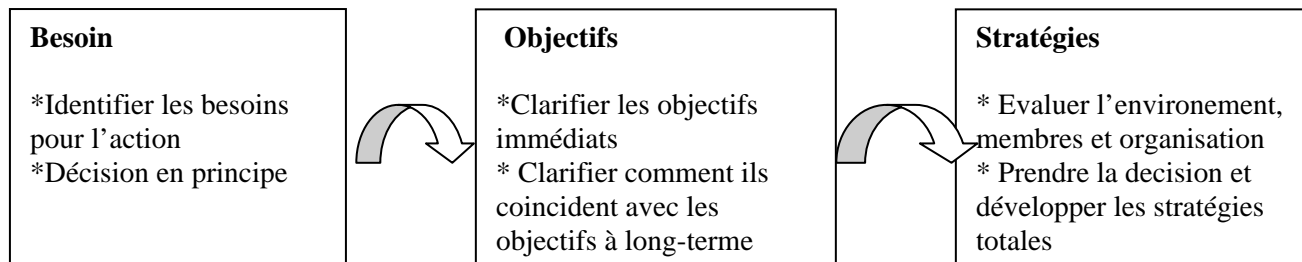 Besoin
*Identifier les besoins
pour l'action
*Décision en principe
Objectifs
*Clarifier les objectifs
immédiats
* Clarifier comment ils
coincident avec les
objectifs à long-terme
Stratégies
* Evaluer l'environement,
membres et organisation
* Prendre la decision et
développer les stratégies
totales